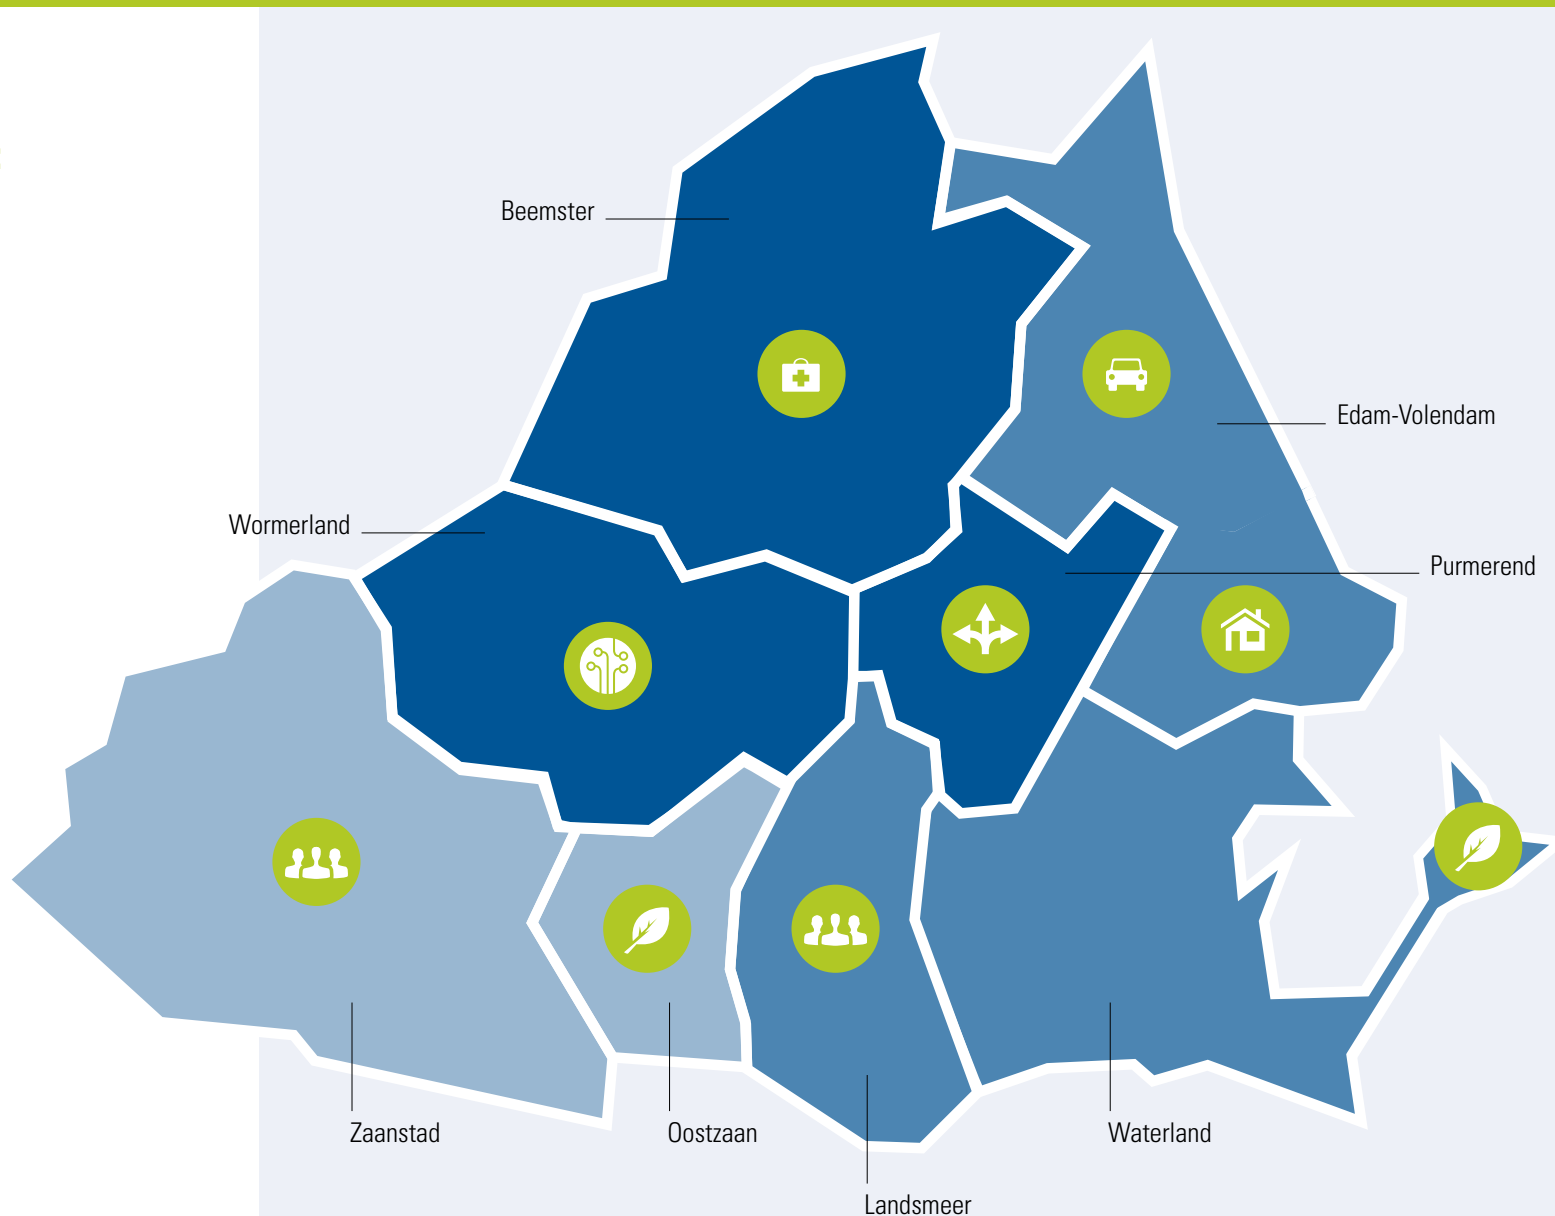 Beemster
Edam-Volendam
Wormerland
Purmerend
Zaanstad
Oostzaan
Waterland
Landsmeer